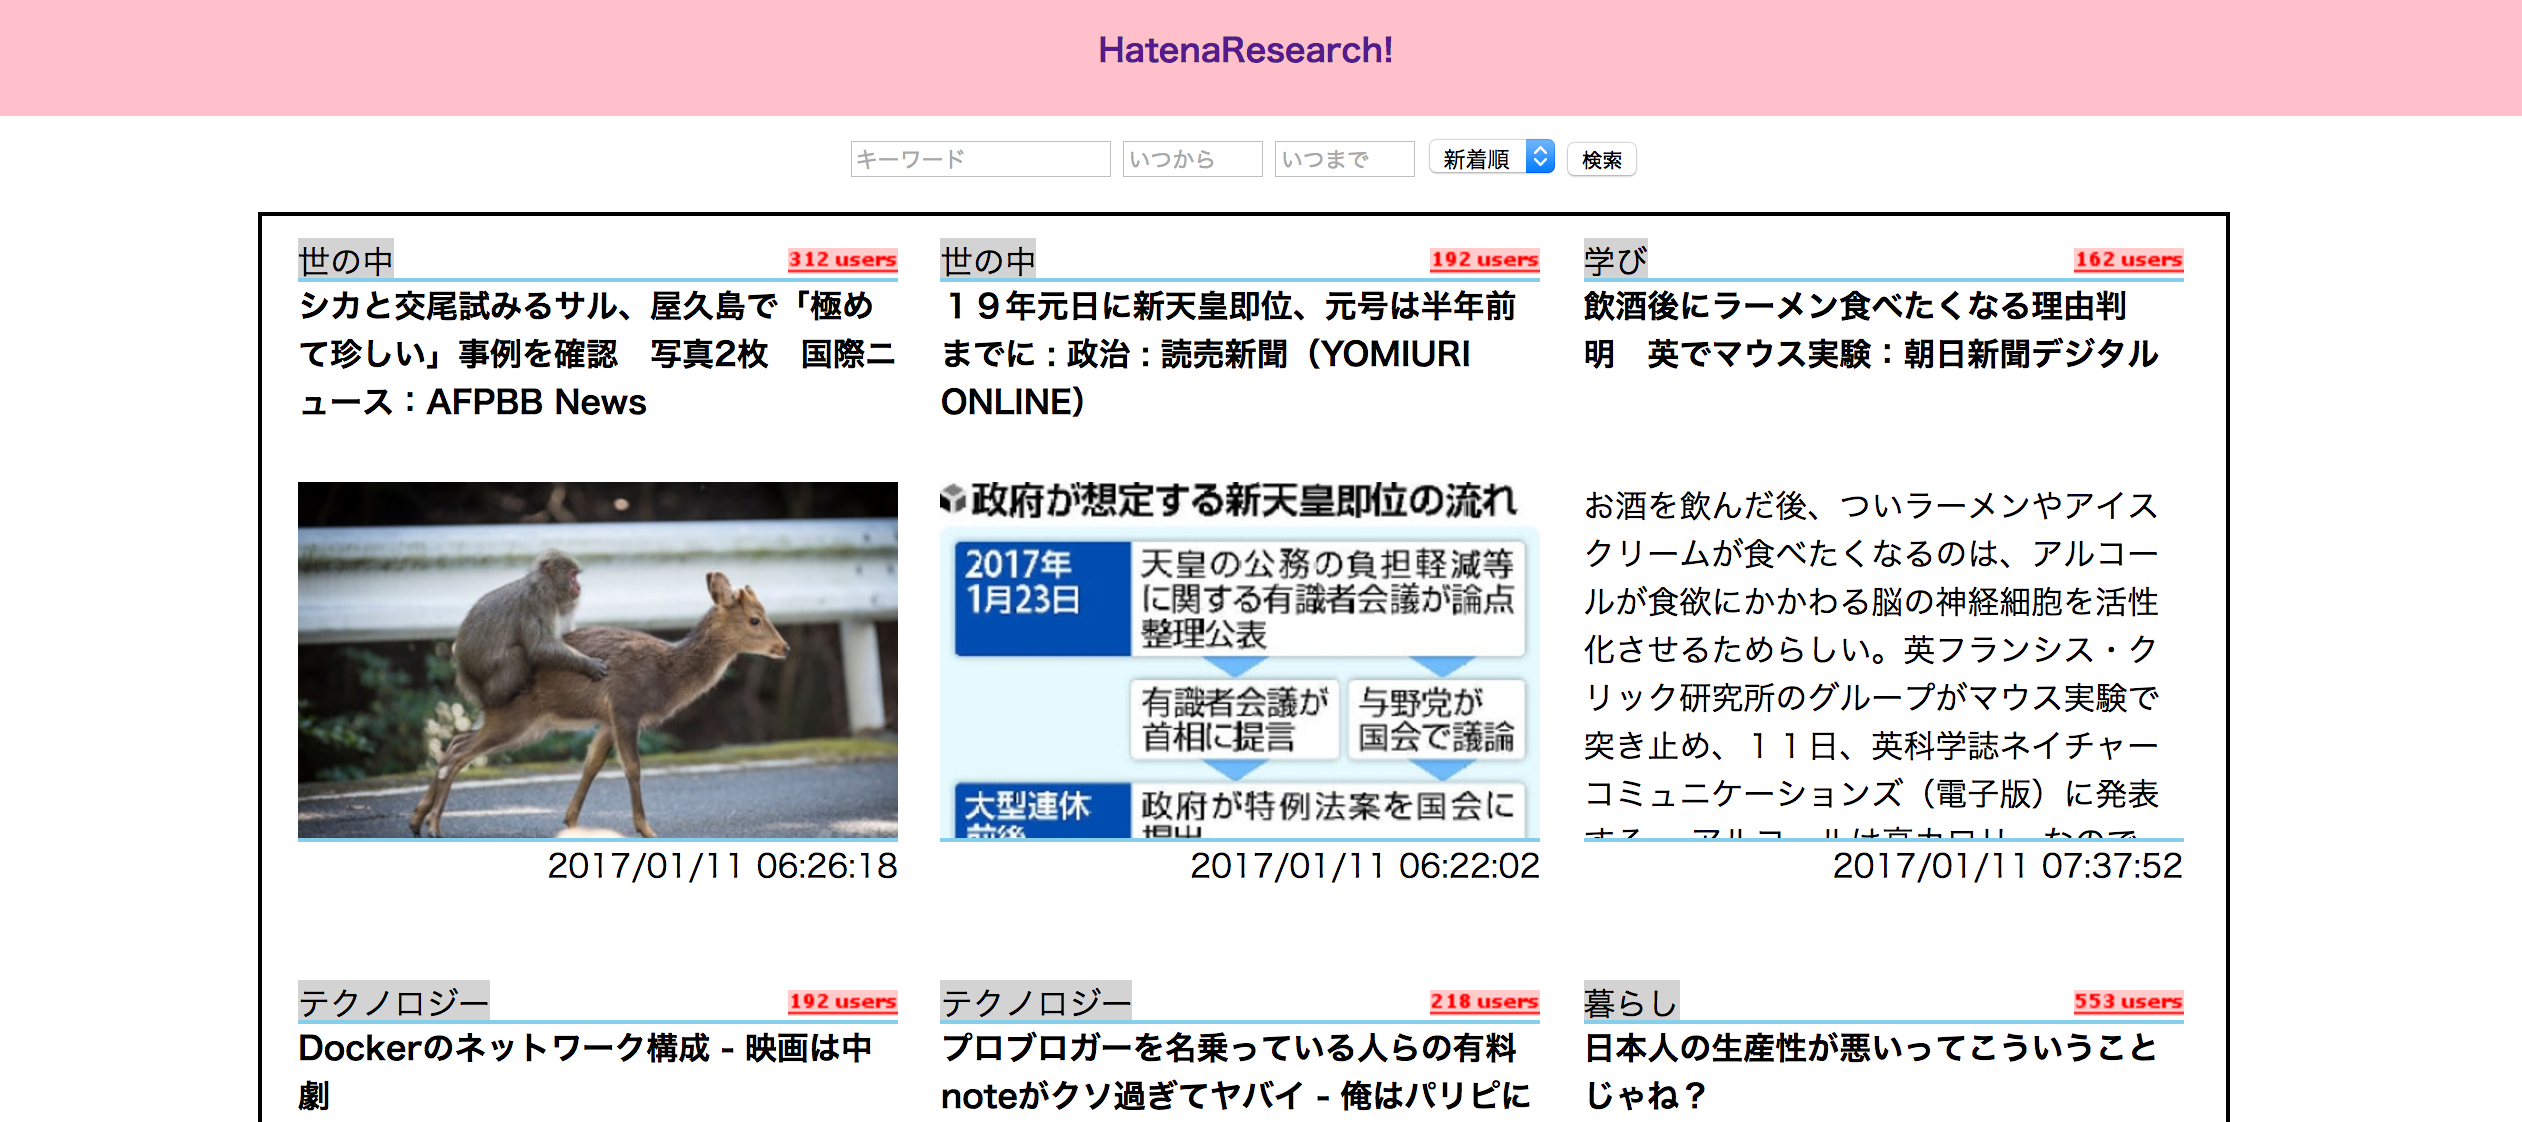 HatenaResearch!
キーワード いつから いつまで 新着順 検索
世の中 312 users
シカと交尾試みるサル、屋久島で「極め
て珍しい」事例を確認　写真2枚　国際ニ
ュース：AFPBB News
2017/01/11 06:26:18
世の中 192 users
１９年元日に新天皇即位、元号は半年前
までに : 政治 : 読売新聞（YOMIURI
ONLINE）
政府が想定する新天皇即位の流れ
2017年
1月23日
天皇の公務の負担軽減等
に関する有識者会議が論点
整理公表
有識者会議が
首相に提言
与野党が
国会で議論
大型連休
前後
政府が特例法案を国会に
提出
2017/01/11 06:22:02
学び 162 users
飲酒後にラーメン食べたくなる理由判
明　英でマウス実験：朝日新聞デジタル
お酒を飲んだ後、ついラーメンやアイス
クリームが食べたくなるのは、アルコー
ルが食欲にかかわる脳の神経細胞を活性
化させるためらしい。英フランシス・ク
リック研究所のグループがマウス実験で
突き止め、１１日、英科学誌ネイチャー
コミュニケーションズ（電子版）に発表
する。 アルコールは高カロリーなので、
2017/01/11 07:37:52
テクノロジー 192 users
Dockerのネットワーク構成 - 映画は中
劇
テクノロジー 218 users
プロブロガーを名乗っている人らの有料
noteがクソ過ぎてヤバイ - 俺はパリピに
暮らし 553 users
日本人の生産性が悪いってこういうこと
じゃね？